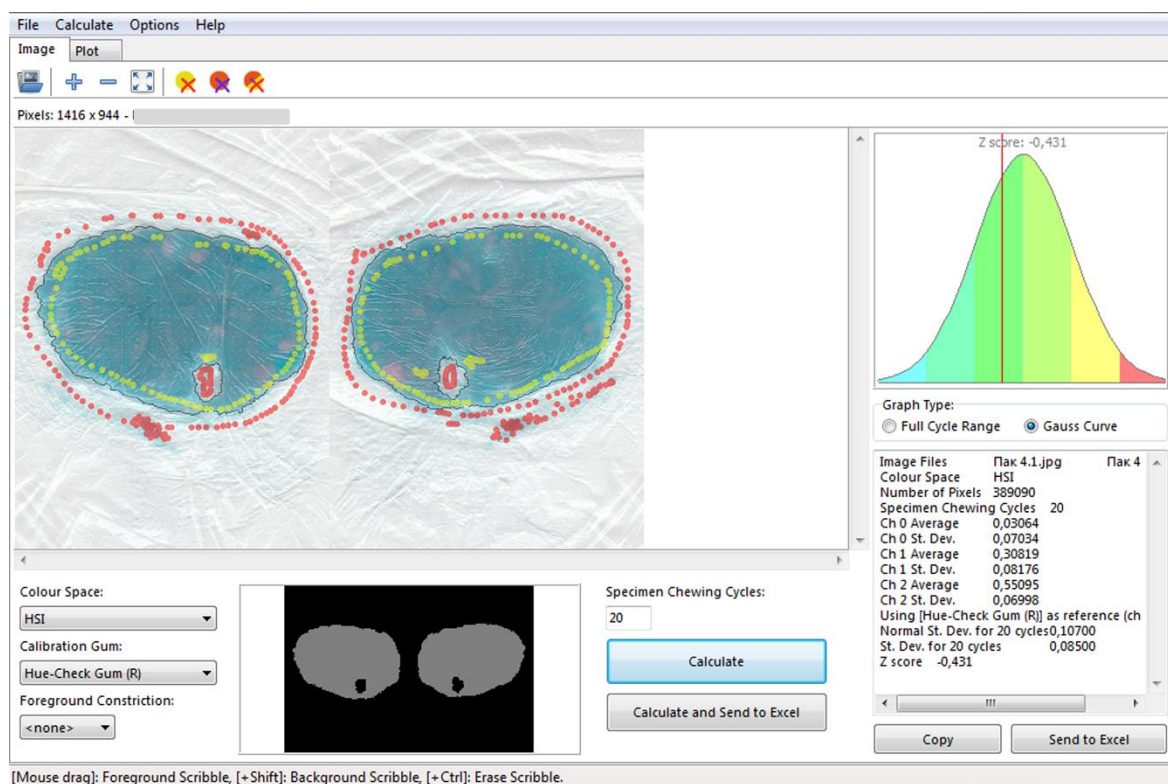 File Calculate Options Help
Image Plot
Pixels: 1416 x 944 -
Z score: -0,431
Graph Type:
Full Cycle Range Gauss Curve
Image Files Пак 4.1.jpg Пак 4
Colour Space HSI
Number of Pixels 389090
Specimen Chewing Cycles 20
Ch 0 Average 0,03064
Ch 0 St. Dev. 0,07034
Ch 1 Average 0,30819
Ch 1 St. Dev. 0,08176
Ch 2 Average 0,55095
Ch 2 St. Dev. 0,06998
Using [Hue-Check Gum (R)] as reference (ch
Normal St. Dev. for 20 cycles0,10700
St. Dev. for 20 cycles 0,08500
Z score -0,431
Copy Send to Excel
Colour Space:
HSI
Calibration Gum:
Hue-Check Gum (R)
Foreground Constriction:
<none>
Specimen Chewing Cycles:
20
Calculate
Calculate and Send to Excel
[Mouse drag]: Foreground Scribble, [+Shift]: Background Scribble, [+Ctrl]: Erase Scribble.